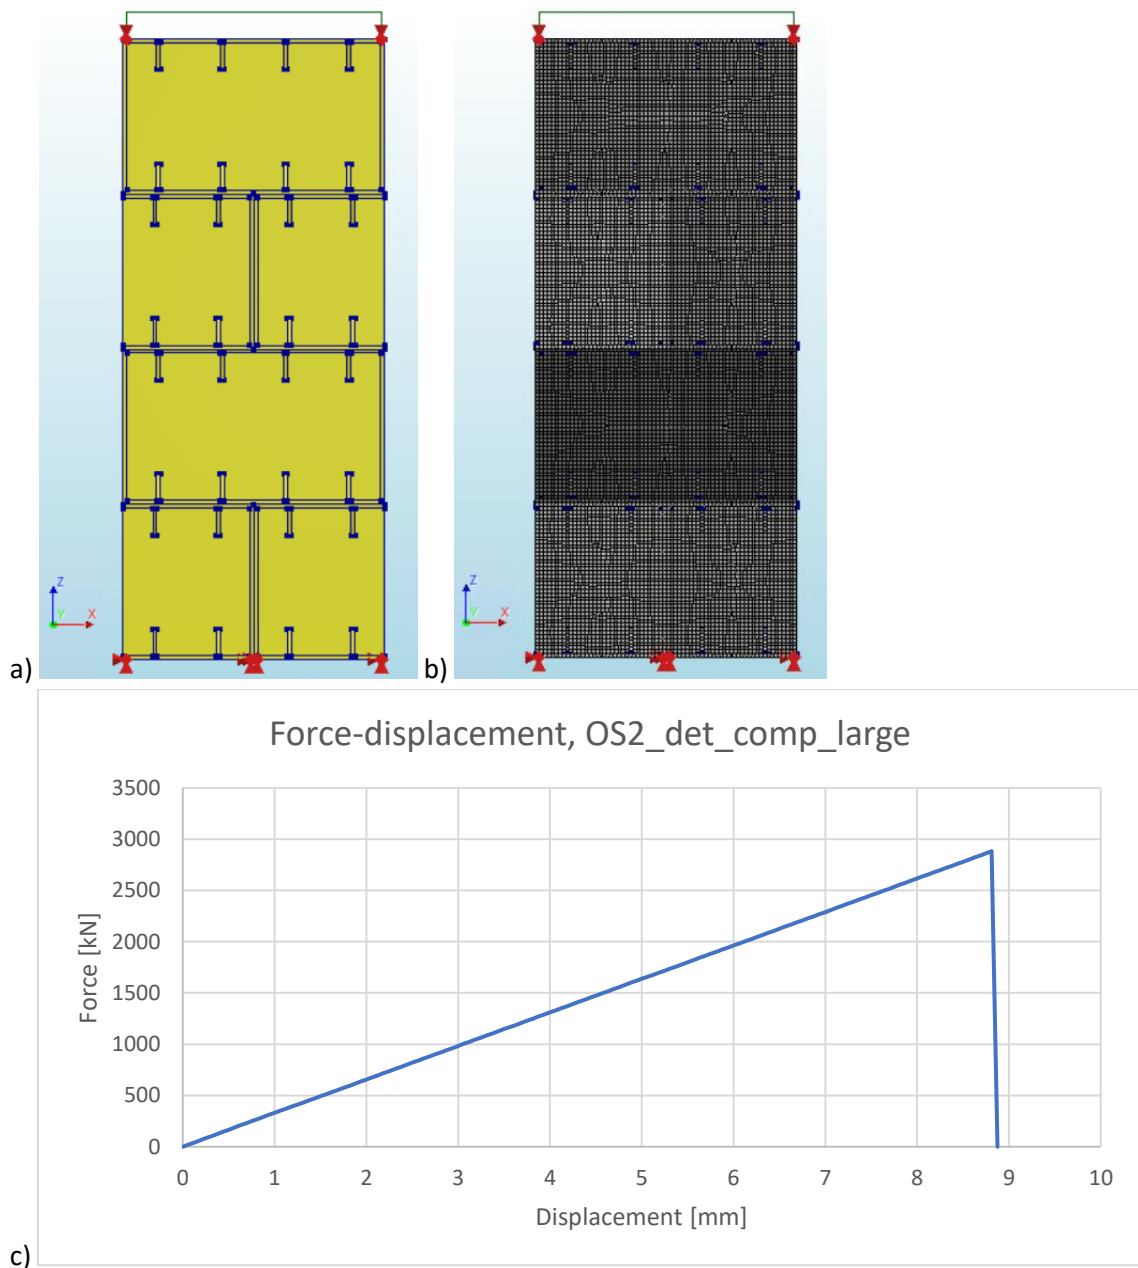 Z
Y
X
Z
Y
X
a)
b)
Force-displacement, OS2_det_comp_large
3500
3000
2500
2000
1500
1000
500
0
Force [kN]
0 1 2 3 4 5 6 7 8 9 10
Displacement [mm]
c)